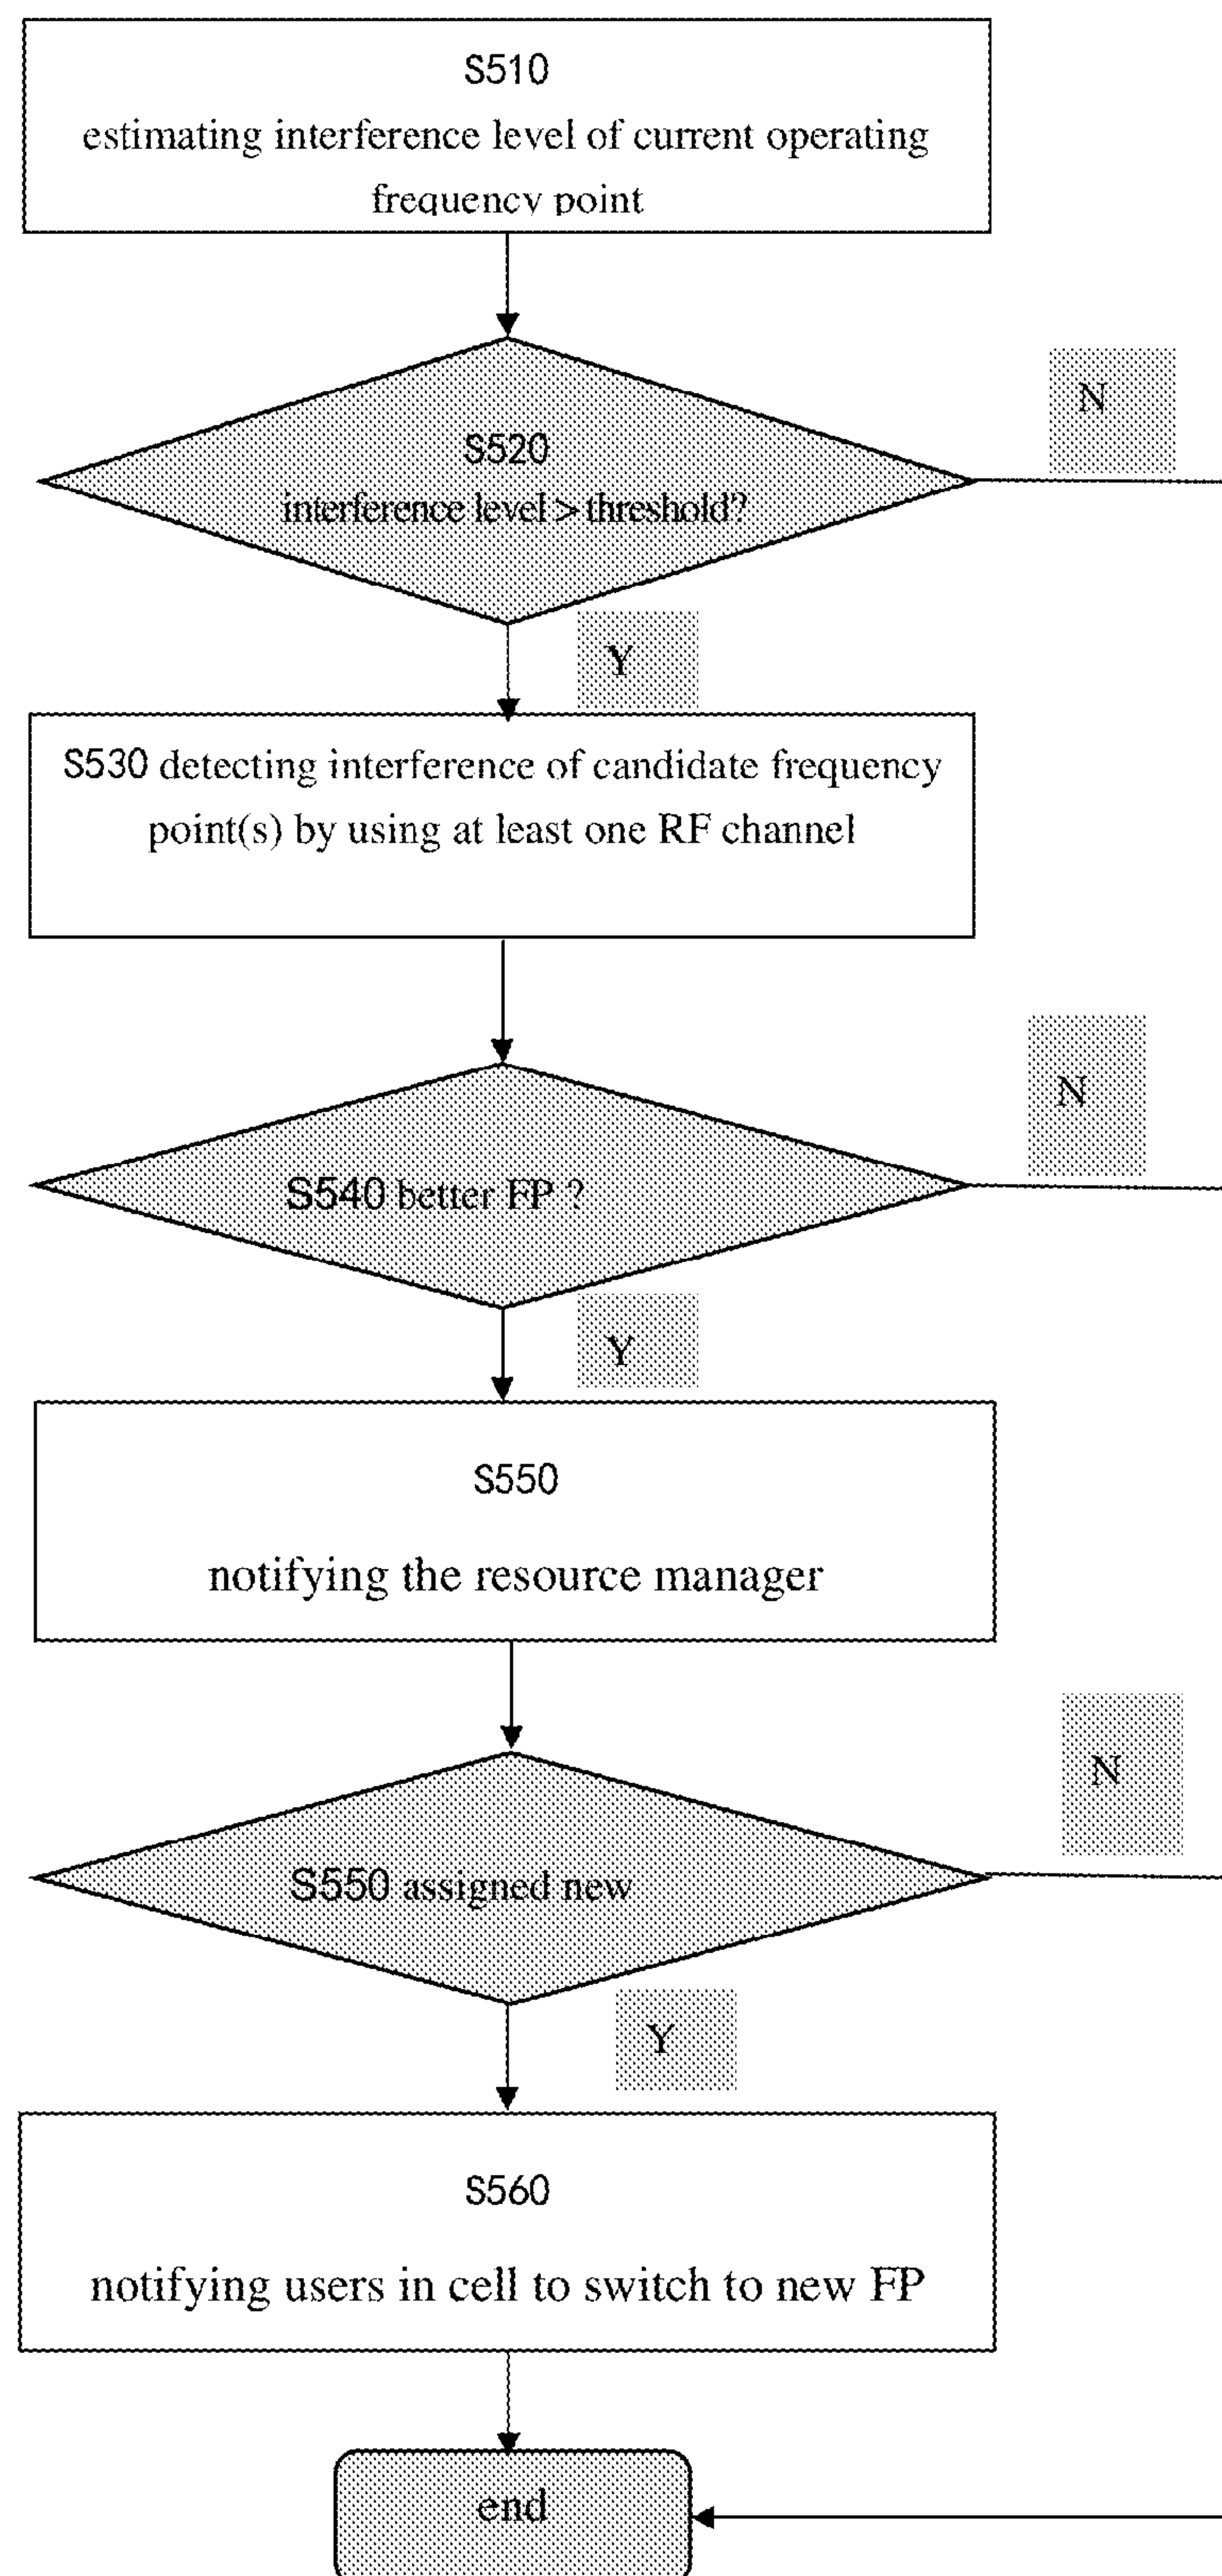 S510
estimating interference level of current operating
frequency point
N
S520
interference level > threshold?
Y
S530 detecting interference of candidate frequency
point(s) by using at least one RF channel
N
S540 better FP ?
Y
S550
notifying the resource manager
N
S550 assigned new
Y
S560
notifying users in cell to switch to new FP
end